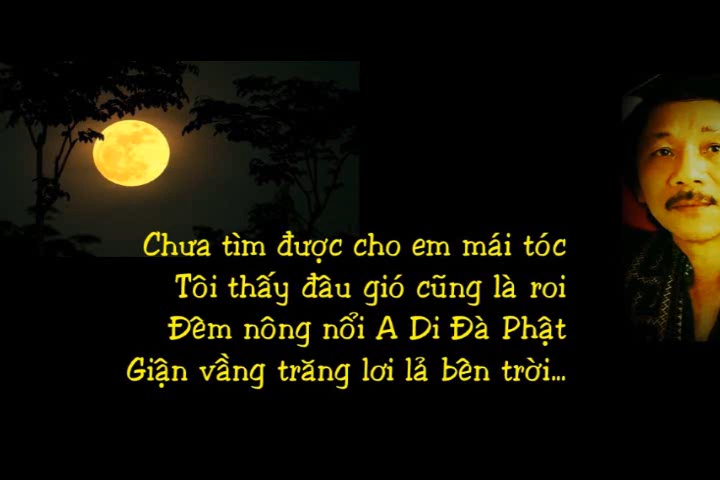 Chưa tìm được cho em mái tóc
Tôi thấy đâu gió cũng là roi
Đêm nông nổi A Di Đà Phật
Giận vầng trăng lơi lả bên trời...